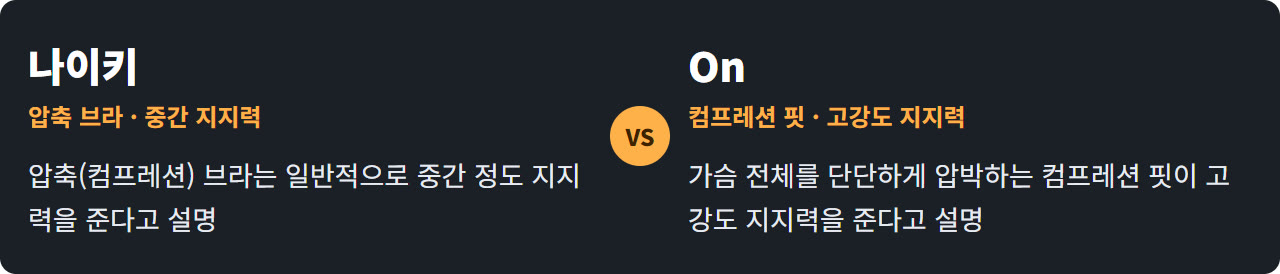 나이키
압축 브라 · 중간 지지력
압축(컴프레션) 브라는 일반적으로 중간 정도 지지
력을 준다고 설명
VS
On
컴프레션 핏 · 고강도 지지력
가슴 전체를 단단하게 압박하는 컴프레션 핏이 고
강도 지지력을 준다고 설명